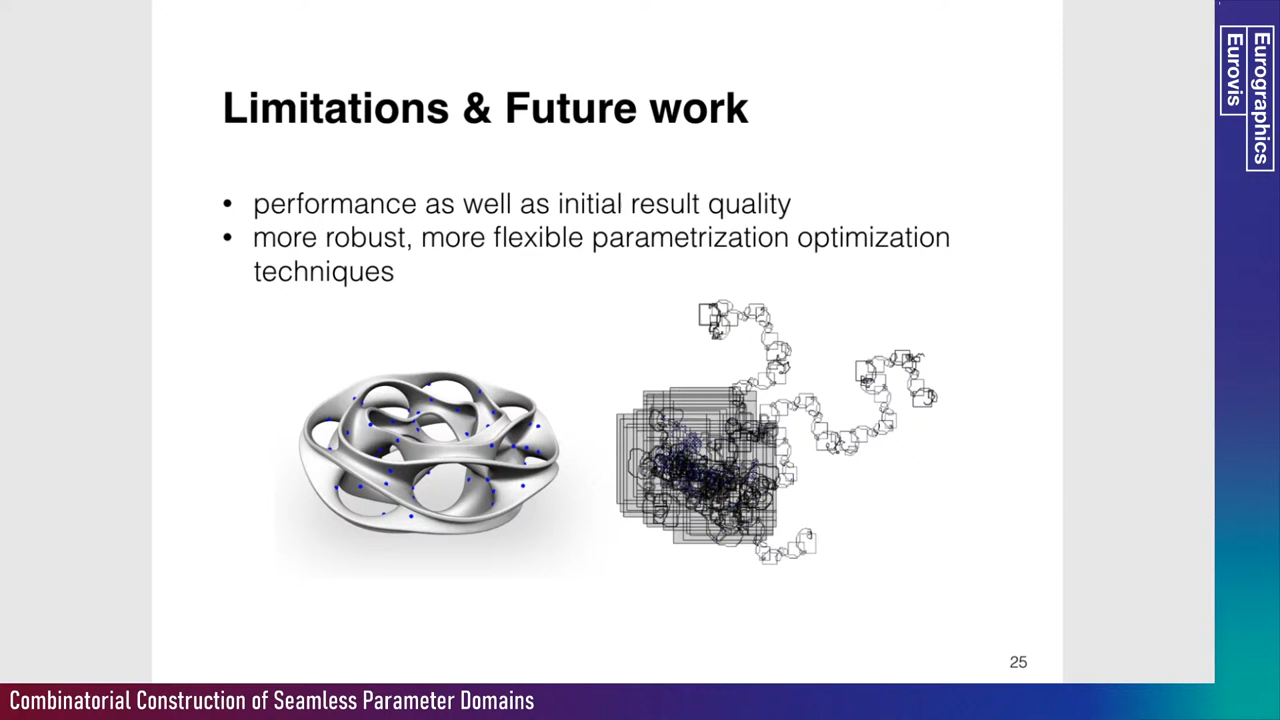 Limitations & Future work
• performance as well as initial result quality
• more robust, more flexible parametrization optimization
techniques
25
Combinatorial Construction of Seamless Parameter Domains
Eurographics
Eurovis